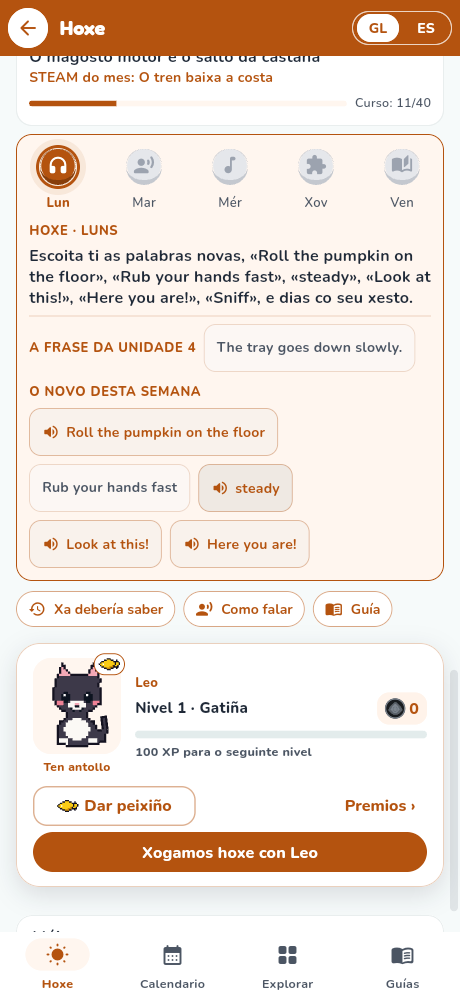 Hoxe
GL
ES
O magosto motor e o salto da castaña
STEAM do mes: O tren baixa a costa
Curso: 11/40
Lun
Mar
Mér
Xov
Ven
HOXE · LUNS
Escoita ti as palabras novas, «Roll the pumpkin on
the floor», «Rub your hands fast», «steady», «Look at
this!», «Here you are!», «Sniff», e dias co seu xesto.
A FRASE DA UNIDADE 4
The tray goes down slowly.
O NOVO DESTA SEMANA
Roll the pumpkin on the floor
Rub your hands fast
steady
Look at this!
Here you are!
Xa debería saber
Como falar
Guía
Leo
Nivel 1 · Gatiña
0
100 XP para o seguinte nivel
Ten antollo
Dar peixiño
Premios ›
Xogamos hoxe con Leo
Hoxe
Calendario
Explorar
Guías